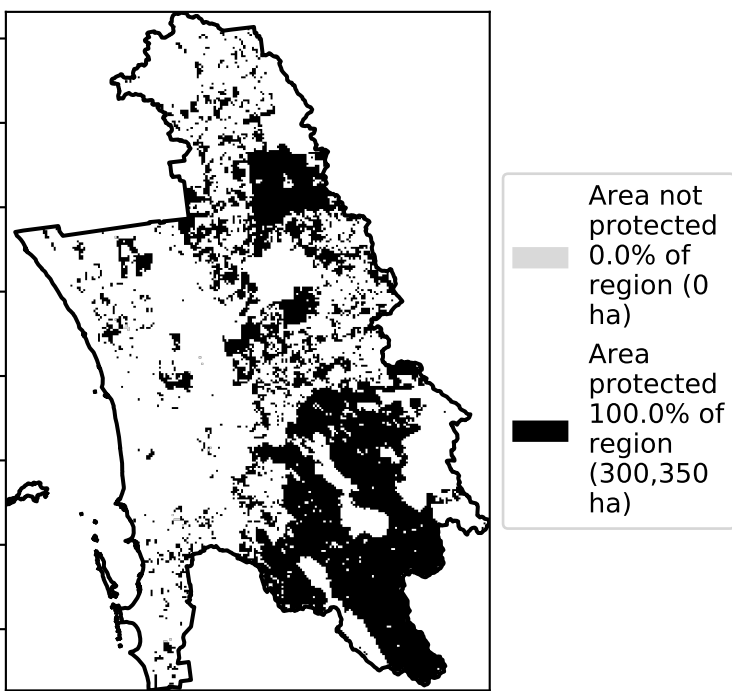 Area not
protected
0.0% of
region (0
ha)
Area
protected
100.0% of
region
(300,350
ha)